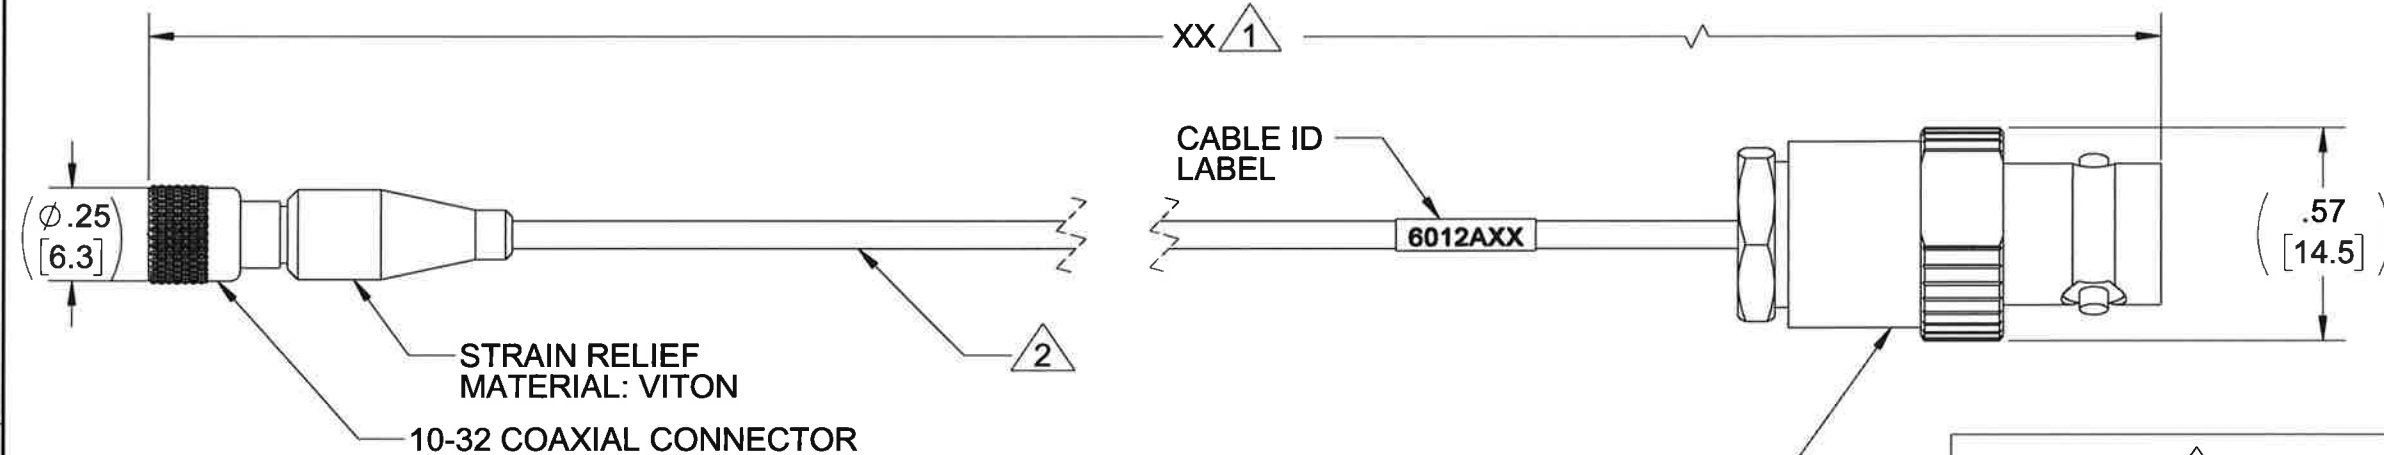 XX 1
CABLE ID
LABEL
6012AXX
(Ø.25)
[6.3]
(.57)
[14.5]
2
STRAIN RELIEF
MATERIAL: VITON
10-32 COAXIAL CONNECTOR